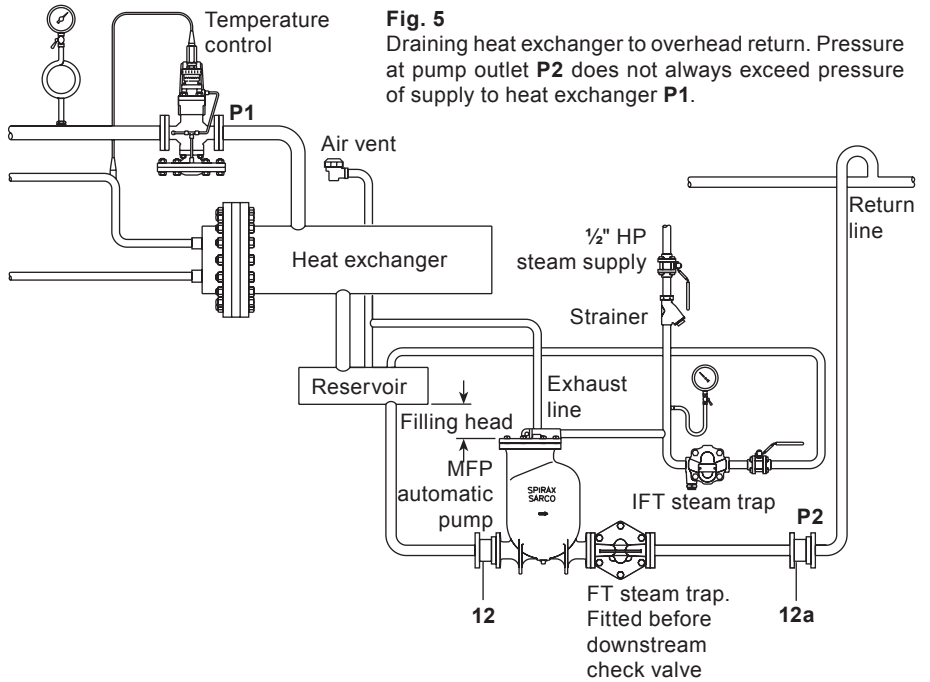 Fig. 5
Draining heat exchanger to overhead return. Pressure
at pump outlet P2 does not always exceed pressure
of supply to heat exchanger P1.
Temperature
control
P1
Air vent
Heat exchanger
½" HP
steam supply
Return
line
Strainer
Reservoir
Exhaust
line
Filling head
MFP
automatic
pump
SPIRAX
SARCO
IFT steam trap
P2
12
FT steam trap.
Fitted before
downstream
check valve
12a